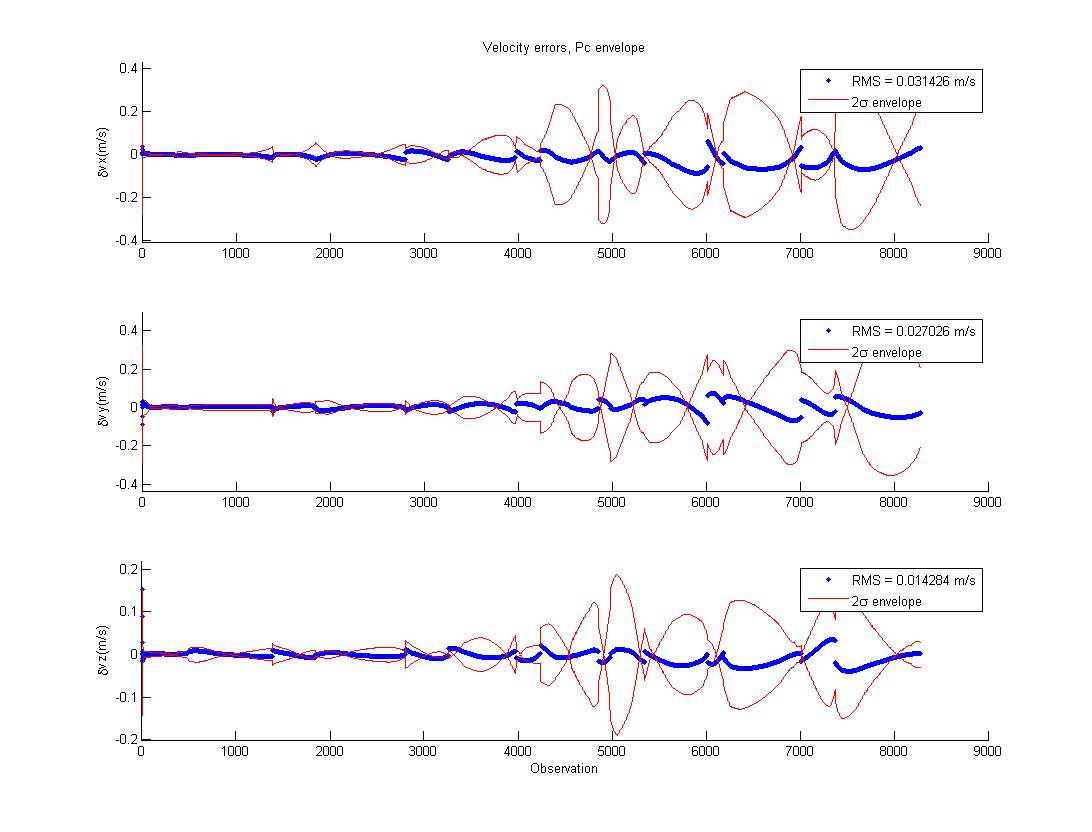 Velocity errors, Pc envelope
δv x(m/s)
0.4
0.2
0
-0.2
-0.4
RMS = 0.031426 m/s
2σ envelope
0 1000 2000 3000 4000 5000 6000 7000 8000 9000
δv y(m/s)
0.4
0.2
0
-0.2
-0.4
RMS = 0.027026 m/s
2σ envelope
0 1000 2000 3000 4000 5000 6000 7000 8000 9000
δv z(m/s)
0.2
0.1
0
-0.1
-0.2
RMS = 0.014284 m/s
2σ envelope
0 1000 2000 3000 4000 5000 6000 7000 8000 9000
Observation